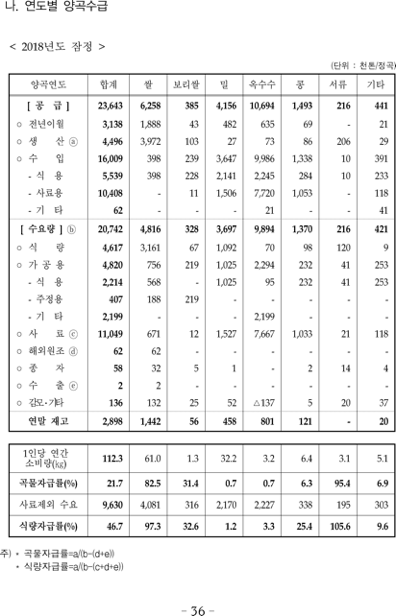 나. 연도별 양곡수급
< 2018년도 잠정 >
(단위 : 천톤/정곡)
양곡연도 합계 쌀 보리쌀 밀 옥수수 콩 서류 기타
[ 공 급 ] 23,643 6,258 385 4,156 10,694 1,493 216 441
○ 전년이월 3,138 1,888 43 482 635 69 - 21
○ 생 산 ⓐ 4,496 3,972 103 27 73 86 206 29
○ 수 입 16,009 398 239 3,647 9,986 1,338 10 391
- 식 용 5,539 398 228 2,141 2,245 284 10 233
- 사료용 10,408 - 11 1,506 7,720 1,053 - 118
- 기 타 62 - - - 21 - - 41
[ 수요량 ] ⓑ 20,742 4,816 328 3,697 9,894 1,370 216 421
○ 식 량 4,617 3,161 67 1,092 70 98 120 9
○ 가 공 용 4,820 756 219 1,025 2,294 232 41 253
- 식 용 2,214 568 - 1,025 95 232 41 253
- 주정용 407 188 219 - - - - -
- 기 타 2,199 - - - 2,199 - - -
○ 사 료 ⓒ 11,049 671 12 1,527 7,667 1,033 21 118
○ 해외원조 ⓓ 62 62 - - - - - -
○ 종 자 58 32 5 1 - 2 14 4
○ 수 출 ⓔ 2 2 - - - - - -
○ 감모·기타 136 132 25 52 △137 5 20 37
연말 재고 2,898 1,442 56 458 801 121 - 20
1인당 연간
소비량(㎏) 112.3 61.0 1.3 32.2 3.2 6.4 3.1 5.1
곡물자급률(%) 21.7 82.5 31.4 0.7 0.7 6.3 95.4 6.9
사료제외 수요 9,630 4,081 316 2,170 2,227 338 195 303
식량자급률(%) 46.7 97.3 32.6 1.2 3.3 25.4 105.6 9.6
주) * 곡물자급률=a/(b-(d+e))
* 식량자급률=a/(b-(c+d+e))
- 36 -